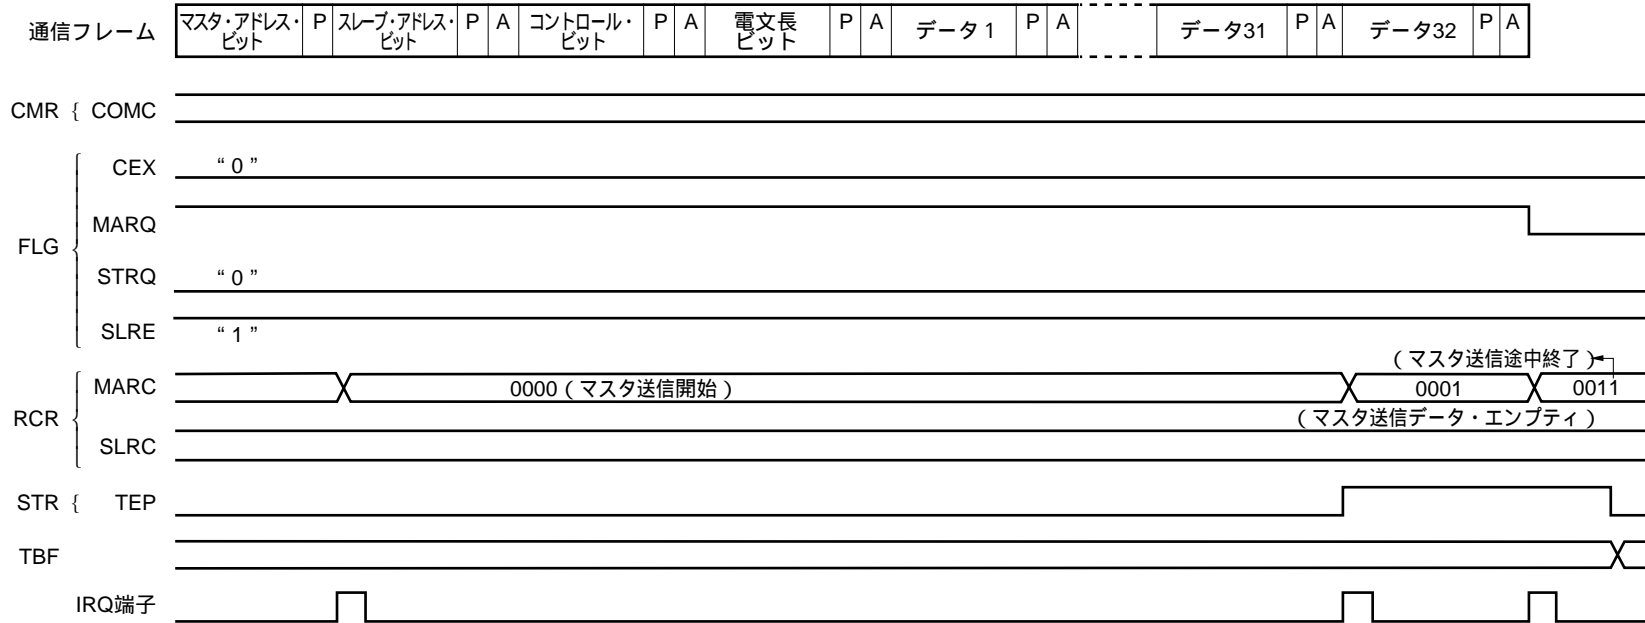 通信フレーム マスタ・アドレス・ビット P スレーブ・アドレス・ビット P A コントロール・ビット P A 電文長ビット P A データ1 P A データ31 P A データ32 P A
CMR { COMC
CEX “0”
MARQ
FLG
STRQ “0”
SLRE “1”
(マスタ送信途中終了)
MARC 0000(マスタ送信開始) 0001 0011
RCR (マスタ送信データ・エンプティ)
SLRC
STR { TEP
TBF
IRQ端子